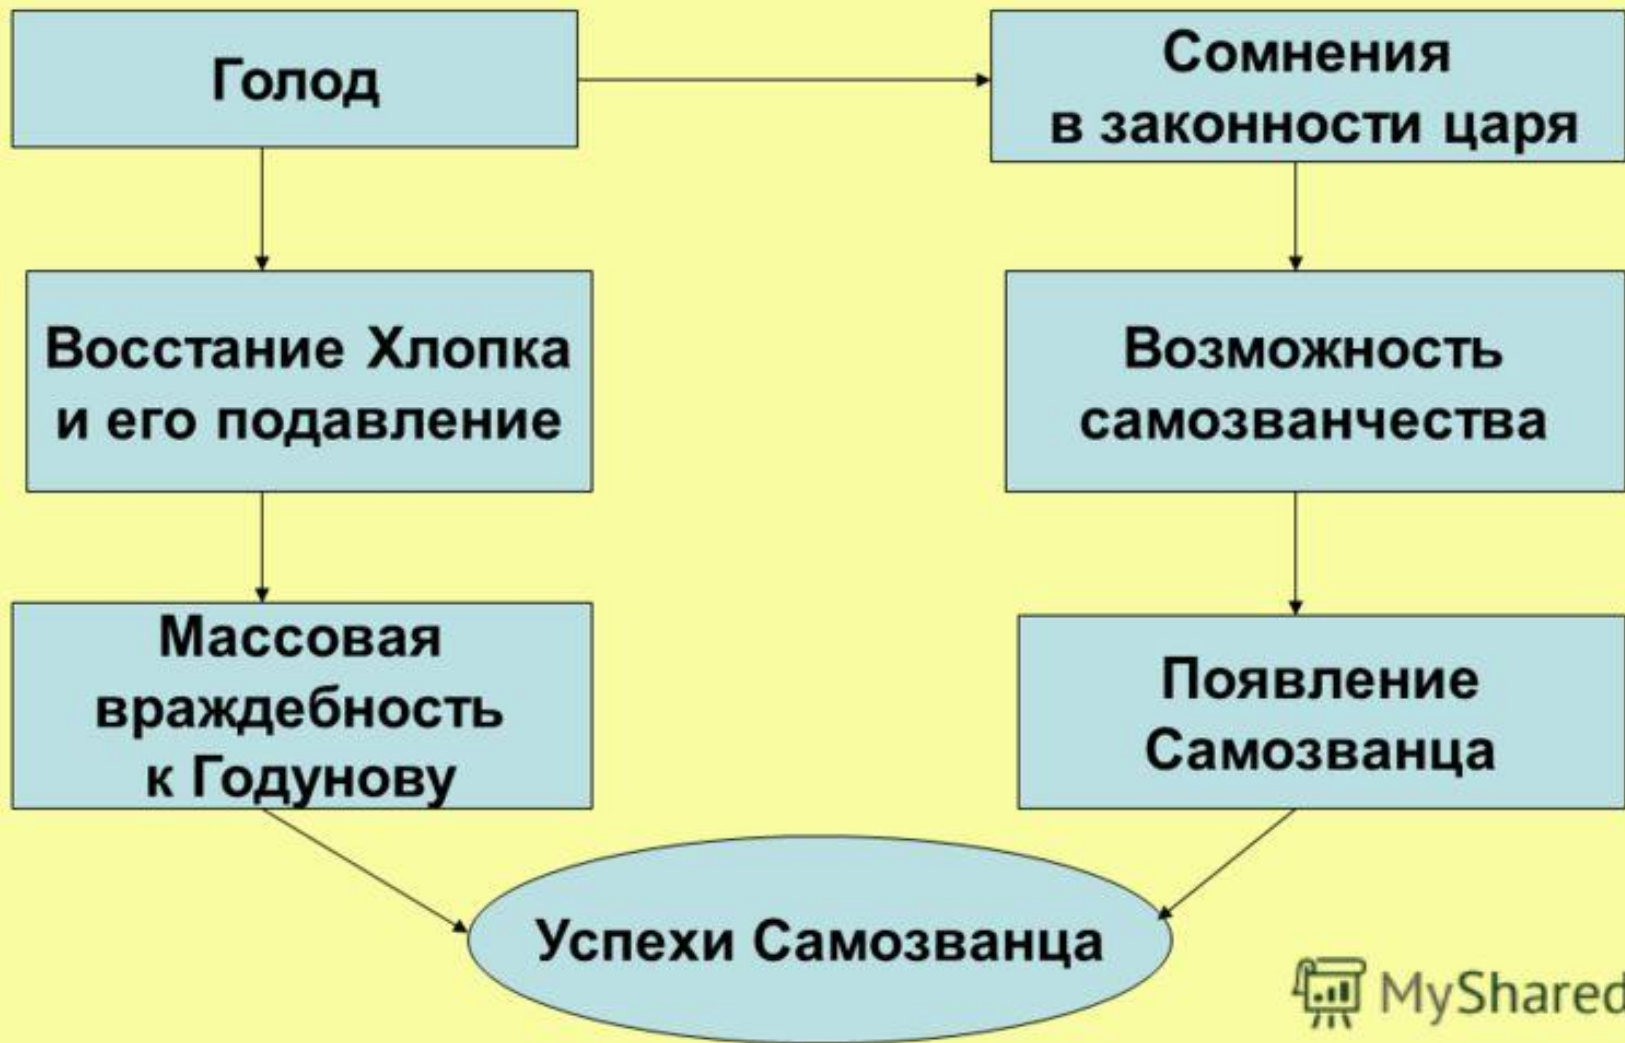 Голод
Сомнения
в законности царя
Восстание Хлопка
и его подавление
Возможность
самозванчества
Массовая
враждебность
к Годунову
Появление
Самозванца
Успехи Самозванца
MyShared